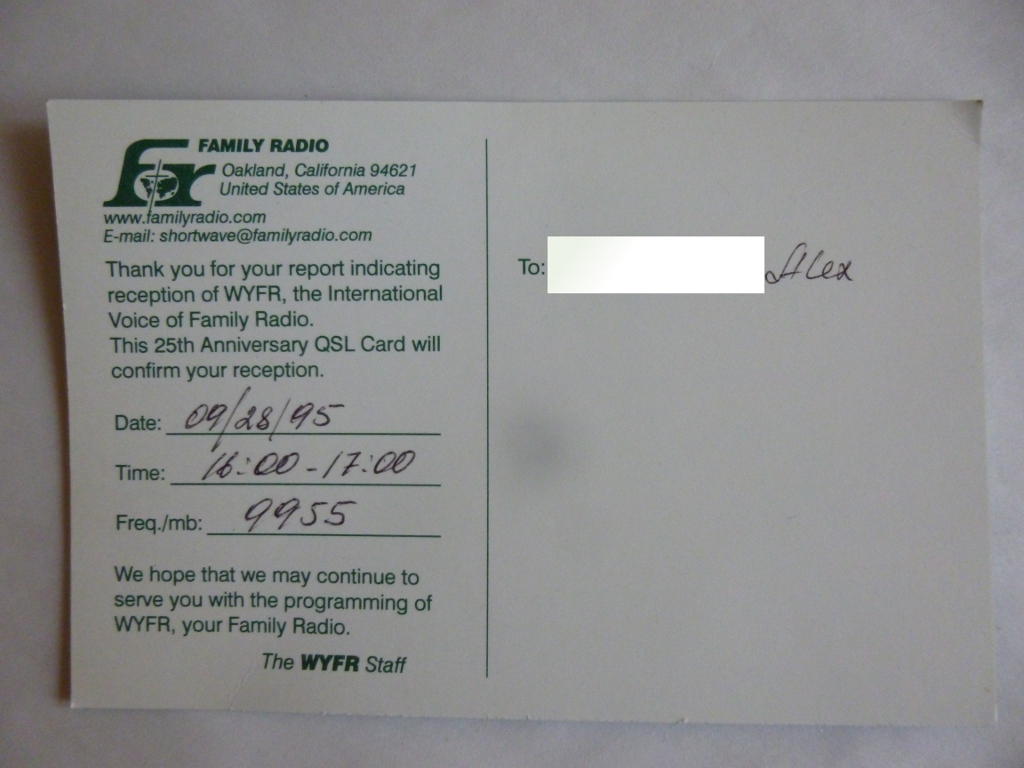 fr FAMILY RADIO
Oakland, California 94621
United States of America
www.familyradio.com
E-mail: shortwave@familyradio.com
Thank you for your report indicating
reception of WYFR, the International
Voice of Family Radio.
This 25th Anniversary QSL Card will
confirm your reception.
Date: 09/28/95
Time: 16:00 - 17:00
Freq./mb: 9955
We hope that we may continue to
serve you with the programming of
WYFR, your Family Radio.
The WYFR Staff
To: Alex